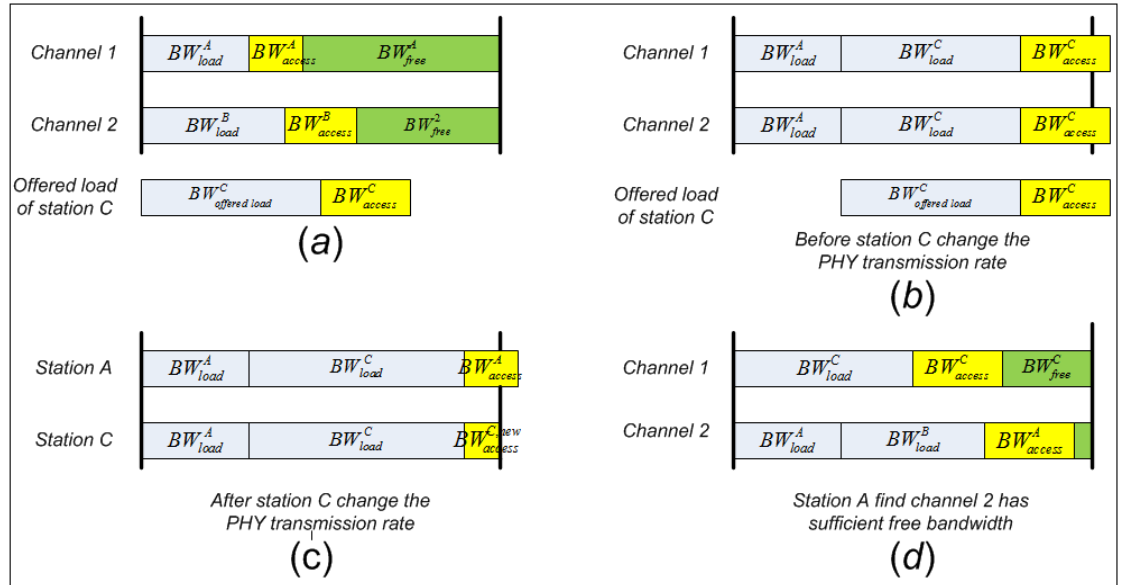 Channel 1
BW^A_load BW^A_access BW^A_free
Channel 2
BW^B_load BW^B_access BW^2_free
Offered load
of station C
BW^C_offered load BW^C_access
(a)
Channel 1
BW^A_load BW^C_load BW^C_access
Channel 2
BW^A_load BW^C_load BW^C_access
Offered load
of station C
BW^C_offered load BW^C_access
Before station C change the
PHY transmission rate
(b)
Station A
BW^A_load BW^C_load BW^A_access
Station C
BW^A_load BW^C_load BW^C,new_access
After station C change the
PHY transmission rate
(c)
Channel 1
BW^C_load BW^C_access BW^C_free
Channel 2
BW^A_load BW^B_load BW^A_access
Station A find channel 2 has
sufficient free bandwidth
(d)